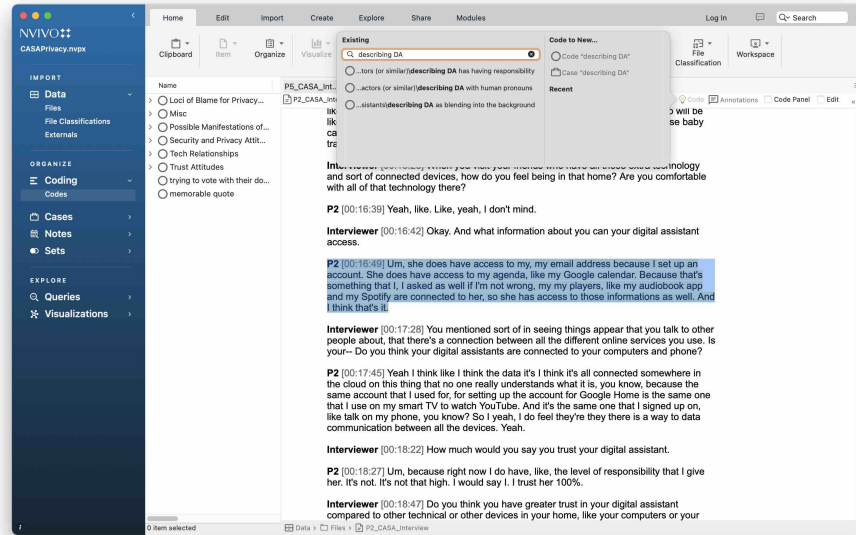 Home Edit Import Create Explore Share Modules Log In Search
NVIVO
CASAPrivacy.nvpx
Clipboard Item Organize Visualize File Classification Workspace
Existing
describing DA
...tors (or similar)\describing DA has having responsibility
...actors (or similar)\describing DA with human pronouns
...sistants\describing DA as blending into the background
Code to New...
Code "describing DA"
Case "describing DA"
Recent
IMPORT
Data
Files
File Classifications
Externals
ORGANIZE
Coding
Codes
Cases
Notes
Sets
EXPLORE
Queries
Visualizations
Name
Loci of Blame for Privacy...
Misc
Possible Manifestations of...
Security and Privacy Attit...
Tech Relationships
Trust Attitudes
trying to vote with their do...
memorable quote
0 item selected
P5_CASA_Int...
P2_CASA_Inte
Code Annotations Code Panel Edit
will be
se baby
and sort of connected devices, how do you feel being in that home? Are you comfortable
with all of that technology there?
P2 [00:16:39] Yeah, like. Like, yeah, I don't mind.
Interviewer [00:16:42] Okay. And what information about you can your digital assistant
access.
P2 [00:16:49] Um, she does have access to my, my email address because I set up an
account. She does have access to my agenda, like my Google calendar. Because that's
something that I, I asked as well if I'm not wrong, my my players, like my audiobook app
and my Spotify are connected to her, so she has access to those informations as well. And
I think that's it.
Interviewer [00:17:28] You mentioned sort of in seeing things appear that you talk to other
people about, that there's a connection between all the different online services you use. Is
your-- Do you think your digital assistants are connected to your computers and phone?
P2 [00:17:45] Yeah I think like I think the data it's I think it's all connected somewhere in
the cloud on this thing that no one really understands what it is, you know, because the
same account that I used for, for setting up the account for Google Home is the same one
that I use on my smart TV to watch YouTube. And it's the same one that I signed up on,
like talk on my phone, you know? So I yeah, I do feel they're they there is a way to data
communication between all the devices. Yeah.
Interviewer [00:18:22] How much would you say you trust your digital assistant.
P2 [00:18:27] Um, because right now I do have, like, the level of responsibility that I give
her. It's not. It's not that high. I would say I. I trust her 100%.
Interviewer [00:18:47] Do you think you have greater trust in your digital assistant
compared to other technical or other devices in your home, like your computers or your
Data Files P2_CASA_Interview